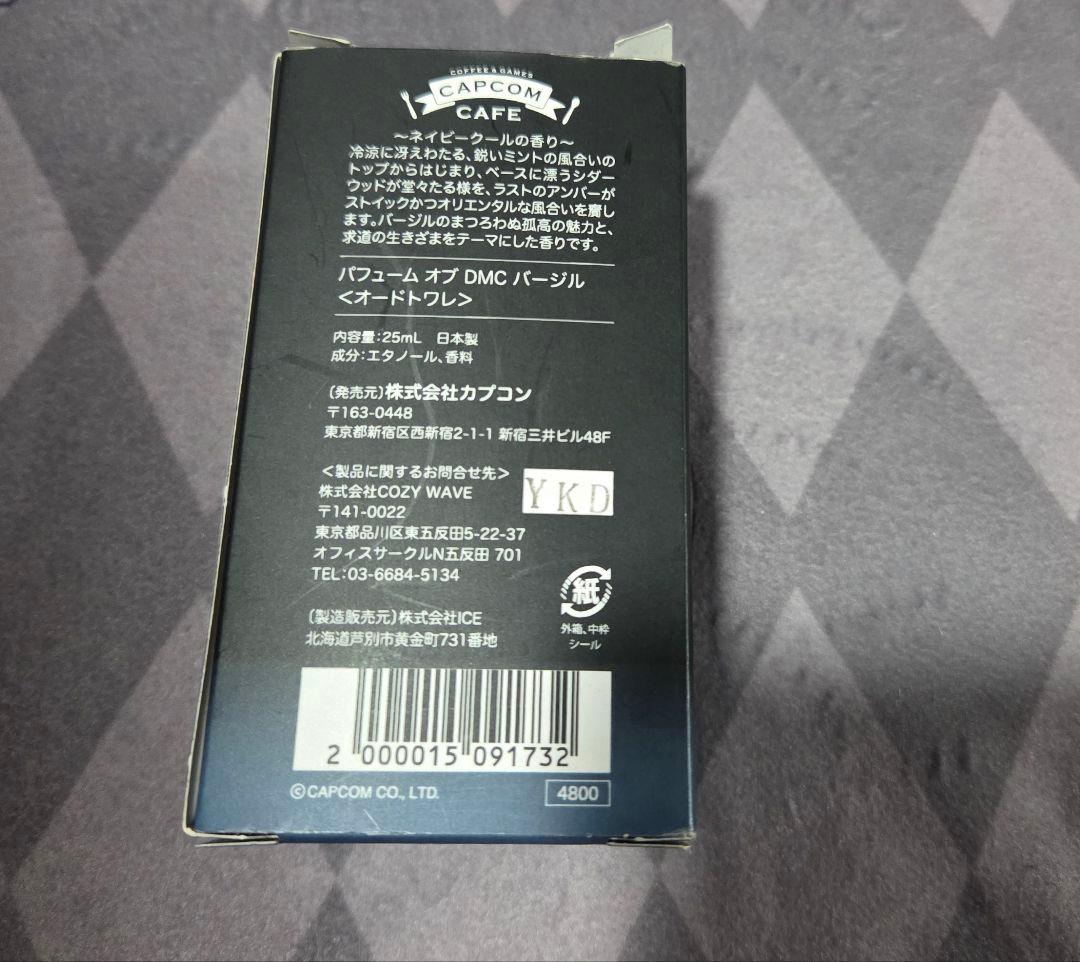 COFFEE & GAMES
CAPCOM
CAFE
～ネイビークールの香り～
冷涼に冴えわたる、鋭いミントの風合いの
トップからはじまり、ベースに漂うシダー
ウッドが堂々たる様を、ラストのアンバーが
ストイックかつオリエンタルな風合いを齎し
ます。バージルのまつろわぬ孤高の魅力と、
求道の生きざまをテーマにした香りです。
パフューム オブ DMC バージル
＜オードトワレ＞
内容量：25mL 日本製
成分：エタノール、香料
〔発売元〕株式会社カプコン
〒163-0448
東京都新宿区西新宿2-1-1 新宿三井ビル48F
＜製品に関するお問合せ先＞
株式会社COZY WAVE
〒141-0022
東京都品川区東五反田5-22-37
オフィスサークルN五反田 701
TEL：03-6684-5134
YKD
紙
外箱、中枠
シール
〔製造販売元〕株式会社ICE
北海道芦別市黄金町731番地
2 000015 091732
©CAPCOM CO., LTD.
4800